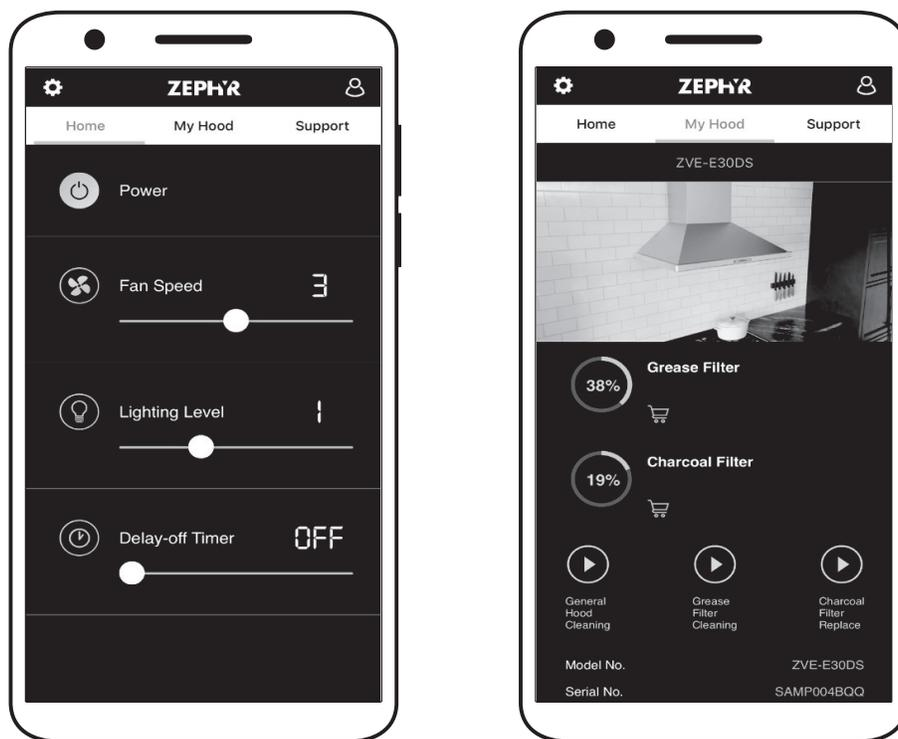 ZEPHYR
Home My Hood Support
Power
Fan Speed 3
Lighting Level 1
Delay-off Timer OFF
ZEPHYR
Home My Hood Support
ZVE-E30DS
38% Grease Filter
19% Charcoal Filter
General
Hood
Cleaning
Grease
Filter
Cleaning
Charcoal
Filter
Replace
Model No. ZVE-E30DS
Serial No. SAMP004BQQ